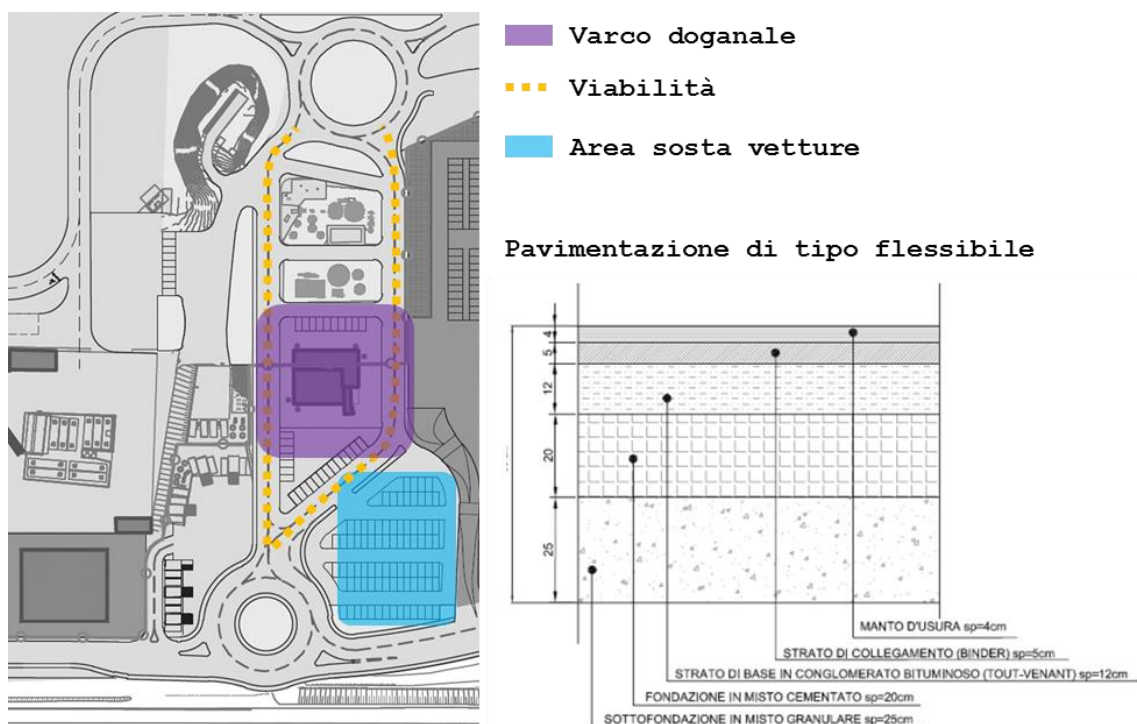 Varco doganale
Viabilità
Area sosta vetture
Pavimentazione di tipo flessibile
4
5
12
20
25
MANTO D'USURA sp=4cm
STRATO DI COLLEGAMENTO (BINDER) sp=5cm
STRATO DI BASE IN CONGLOMERATO BITUMINOSO (TOUT-VENANT) sp=12cm
FONDAZIONE IN MISTO CEMENTATO sp=20cm
SOTTOFONDAZIONE IN MISTO GRANULARE sp=25cm